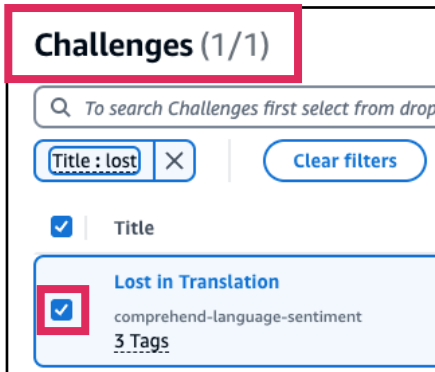 Challenges (1/1)
To search Challenges first select from drop
Title : lost
Clear filters
Title
Lost in Translation
comprehend-language-sentiment
3 Tags